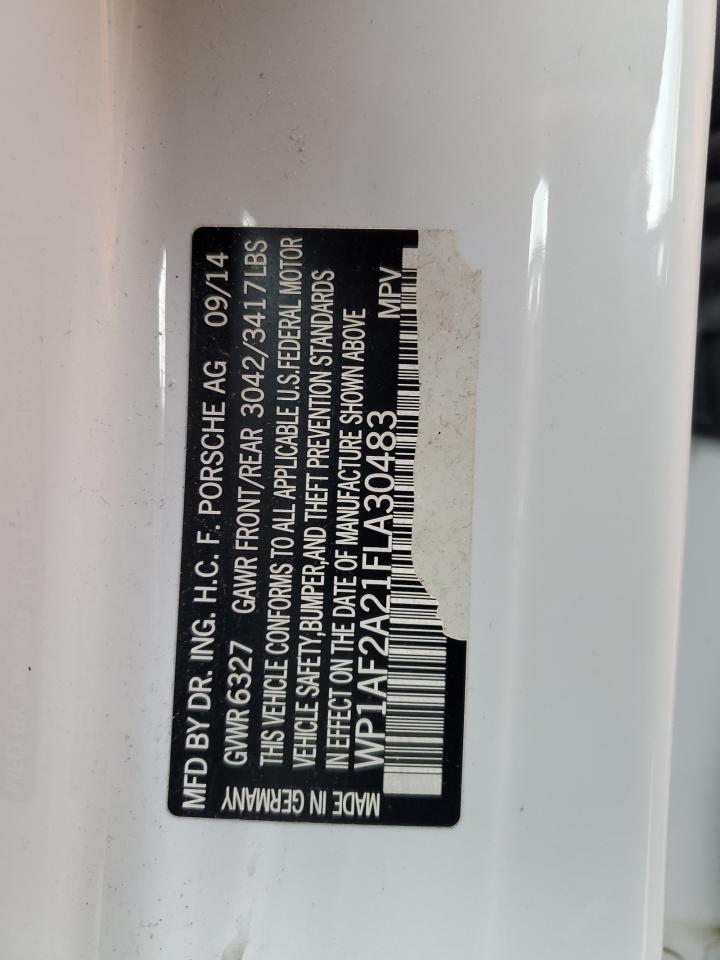 MFD BY DR. ING. H.C. F. PORSCHE AG 09/14
GVWR 6327 GAWR FRONT/REAR 3042/3417 LBS
THIS VEHICLE CONFORMS TO ALL APPLICABLE U.S.FEDERAL MOTOR
VEHICLE SAFETY,BUMPER,AND THEFT PREVENTION STANDARDS
IN EFFECT ON THE DATE OF MANUFACTURE SHOWN ABOVE
WP1AF2A21FLA30483 MPV
MADE IN GERMANY